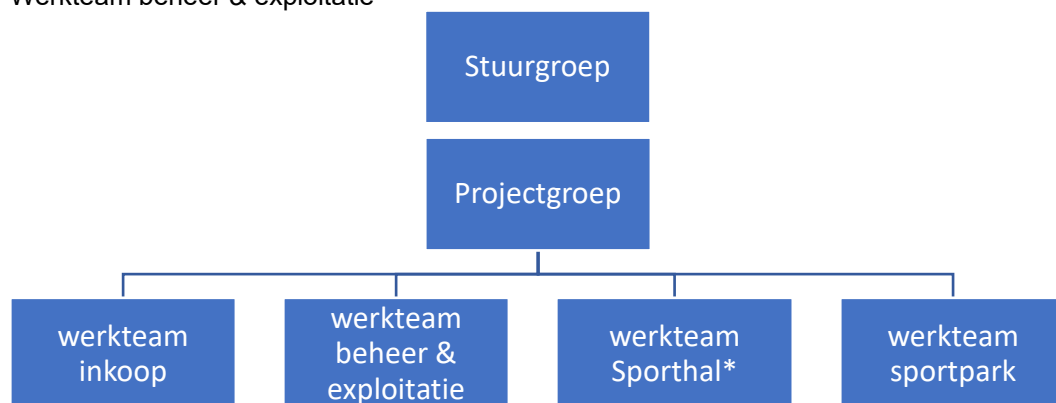 Werkteam beheer & exploitatie
Stuurgroep
Projectgroep
werkteam
inkoop
werkteam
beheer &
exploitatie
werkteam
Sporthal*
werkteam
sportpark